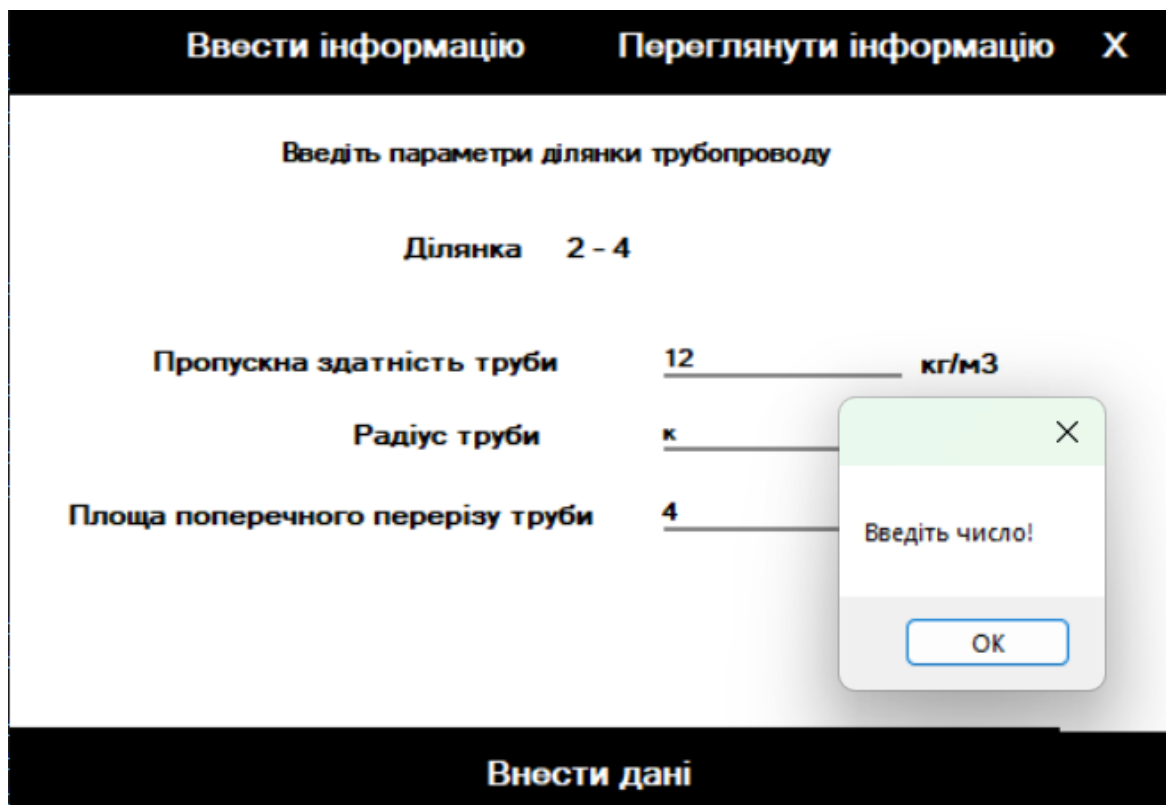 Ввести інформацію Переглянути інформацію X
Введіть параметри ділянки трубопроводу
Ділянка 2 - 4
Пропускна здатність труби 12 кг/м3
Радіус труби к
Площа поперечного перерізу труби 4
Введіть число!
OK
Внести дані